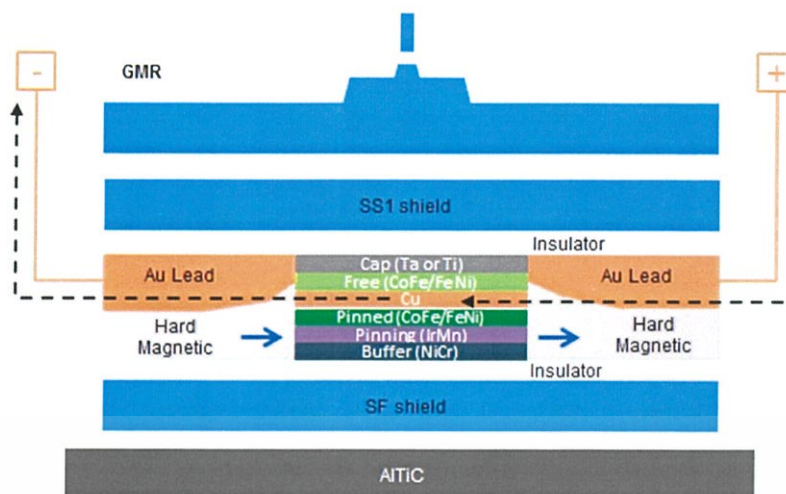 -
GMR
+
SS1 shield
Insulator
Au Lead
Cap (Ta or Ti)
Au Lead
Free (CoFe/FeNi)
Cu
Hard
Magnetic
Pinned (CoFe/FeNi)
Pinning (IrMn)
Buffer (NiCr)
Hard
Magnetic
Insulator
SF shield
AlTiC